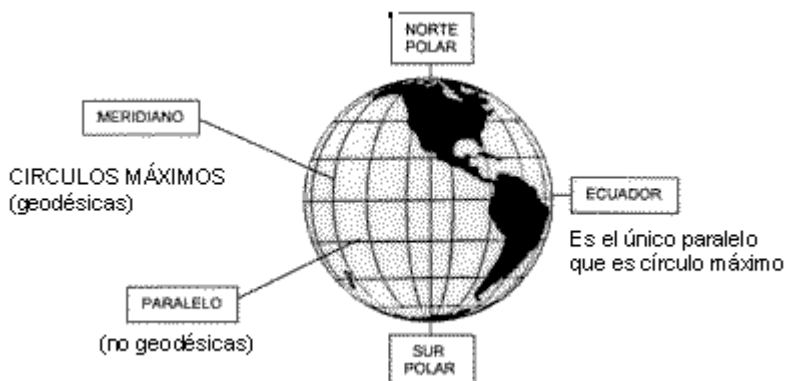 NORTE
POLAR
MERIDIANO
CIRCULOS MÁXIMOS
(geodésicas)
ECUADOR
Es el único paralelo
que es círculo máximo
PARALELO
(no geodésicas)
SUR
POLAR